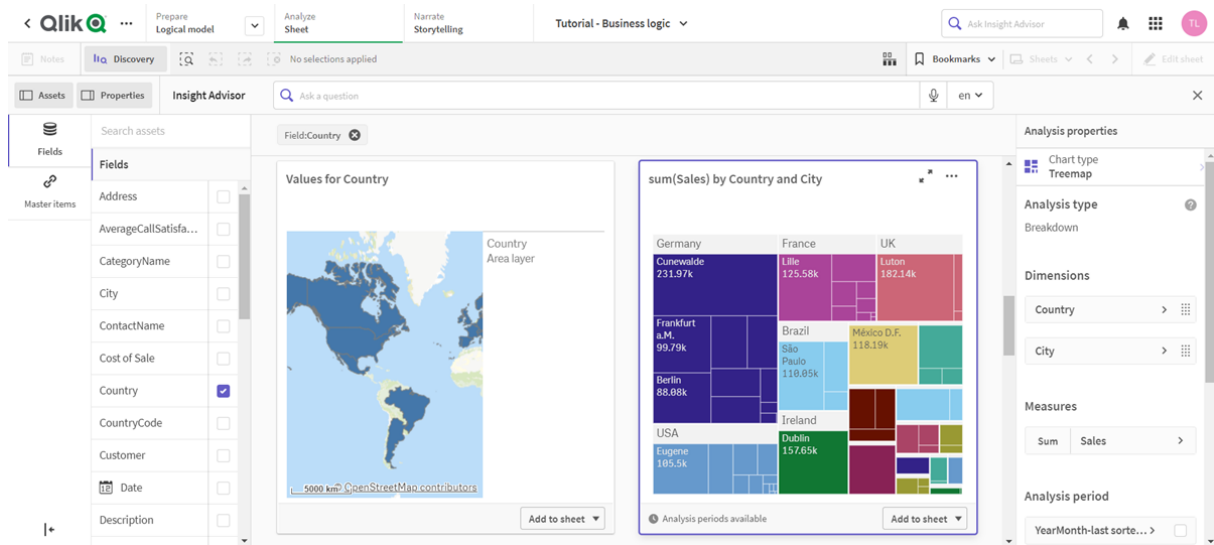 Qlik
Prepare
Logical model
Analyze
Sheet
Narrate
Storytelling
Tutorial - Business logic
Ask Insight Advisor
TL
Notes
Discovery
No selections applied
Bookmarks
Sheets
Edit sheet
Assets
Properties
Insight Advisor
Ask a question
en
Fields
Master items
Search assets
Fields
Address
AverageCallSatisfa...
CategoryName
City
ContactName
Cost of Sale
Country
CountryCode
Customer
Date
Description
Field:Country
Values for Country
Country
Area layer
5000 km
© OpenStreetMap contributors
Add to sheet
sum(Sales) by Country and City
Germany
Cunewalde
231.97k
Frankfurt
a.M.
99.79k
Berlin
88.08k
USA
Eugene
105.5k
France
Lille
125.58k
UK
Luton
182.14k
Brazil
São
Paulo
110.05k
México D.F.
118.19k
Ireland
Dublin
157.65k
Analysis periods available
Add to sheet
Analysis properties
Chart type
Treemap
Analysis type
Breakdown
Dimensions
Country
City
Measures
Sum Sales
Analysis period
YearMonth-last sorte...